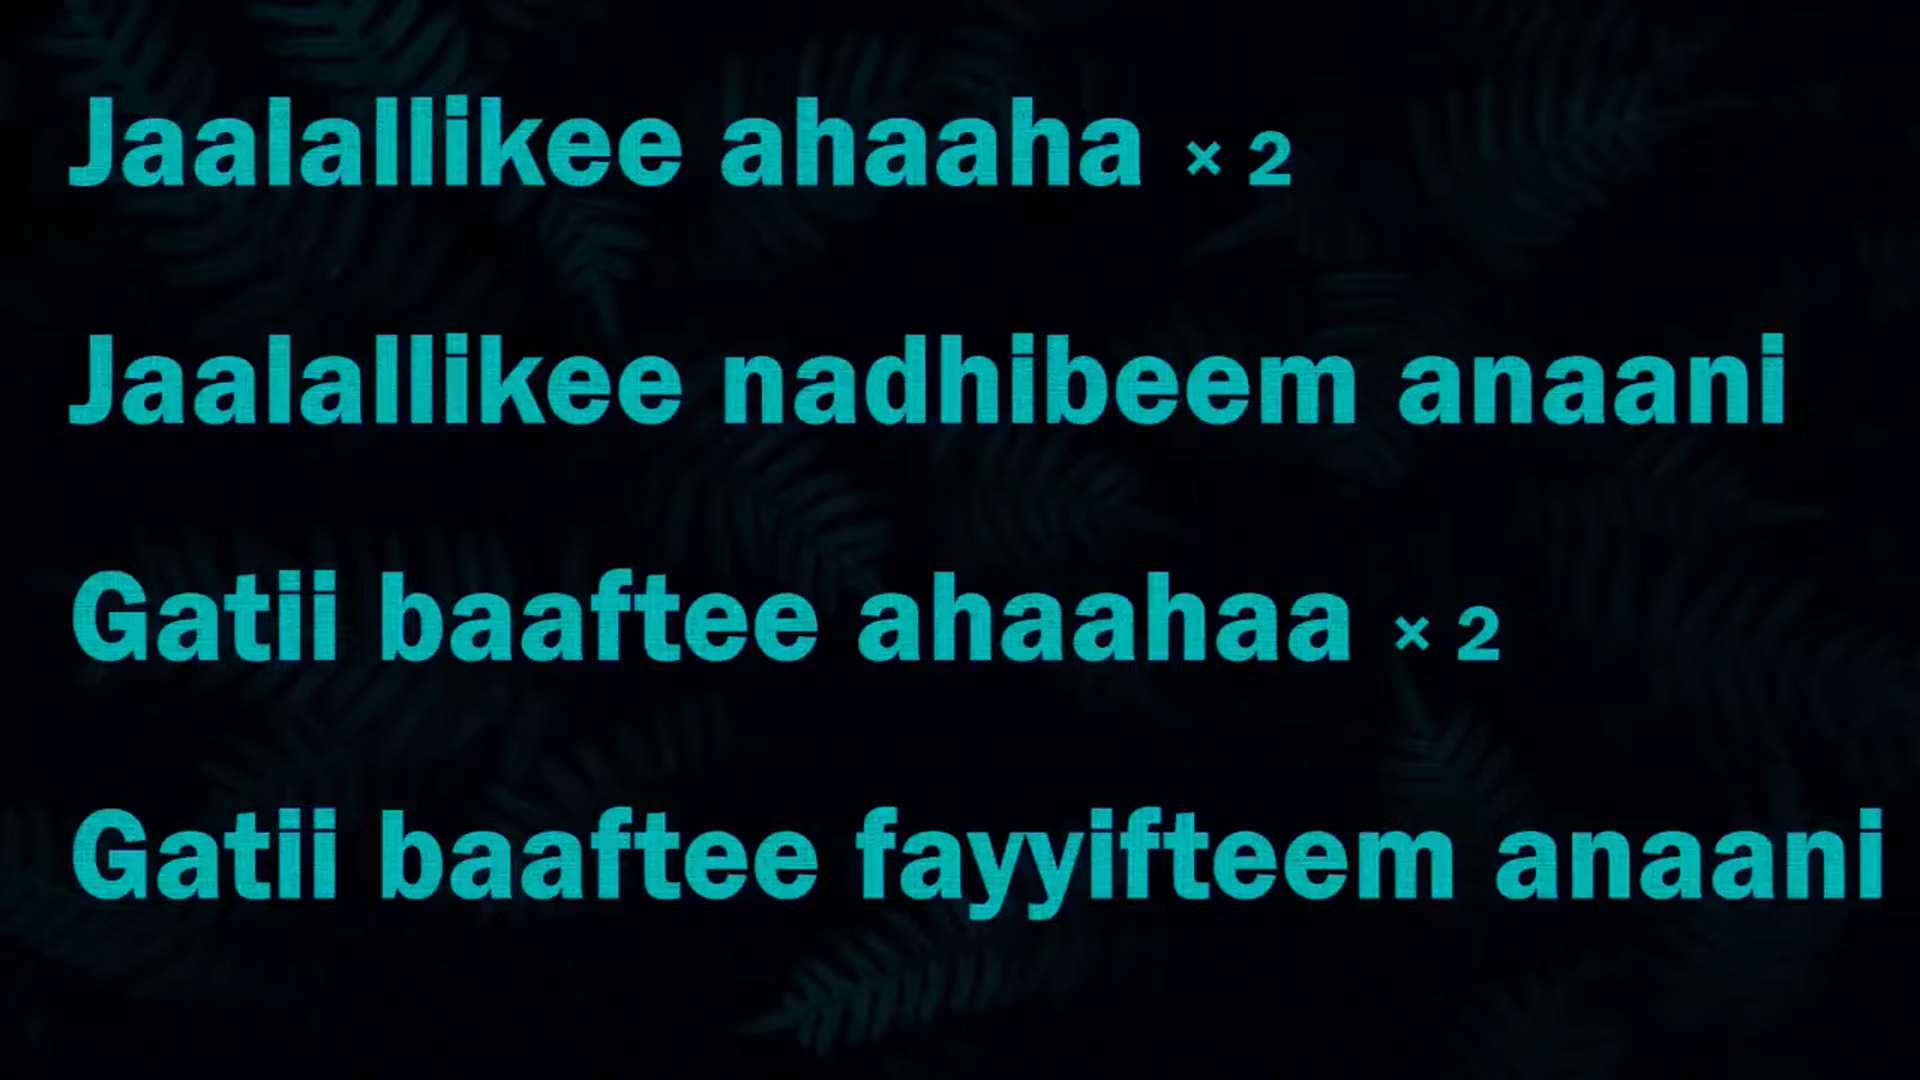 Jaalallikee ahaaha × 2
Jaalallikee nadhibeem anaani
Gatii baaftee ahaahaa × 2
Gatii baaftee fayyifteem anaani